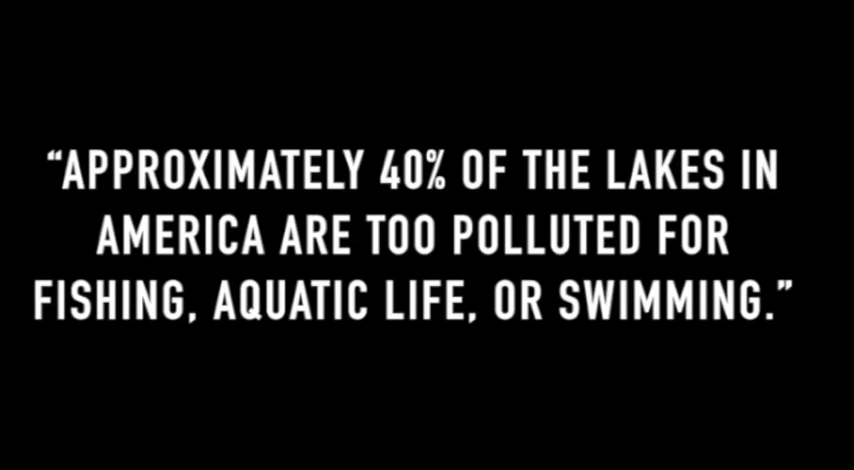 “APPROXIMATELY 40% OF THE LAKES IN
AMERICA ARE TOO POLLUTED FOR
FISHING, AQUATIC LIFE, OR SWIMMING.”